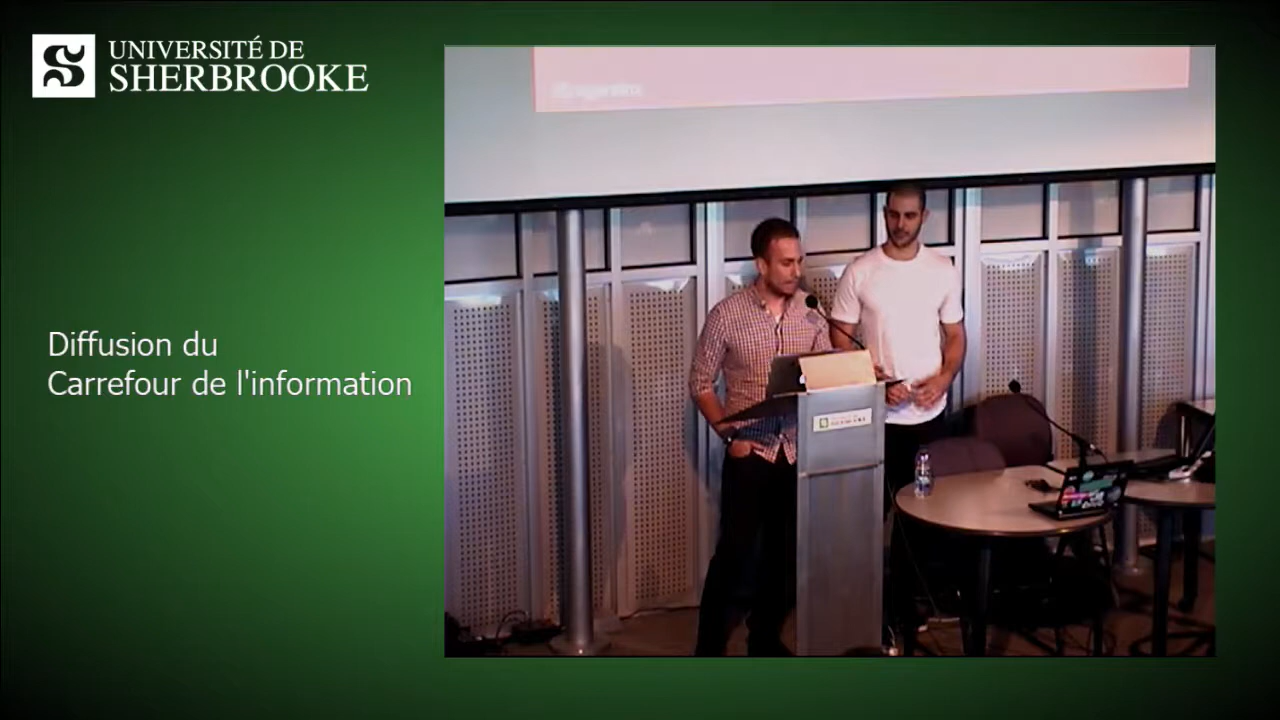 UNIVERSITÉ DE
SHERBROOKE
Diffusion du
Carrefour de l'information